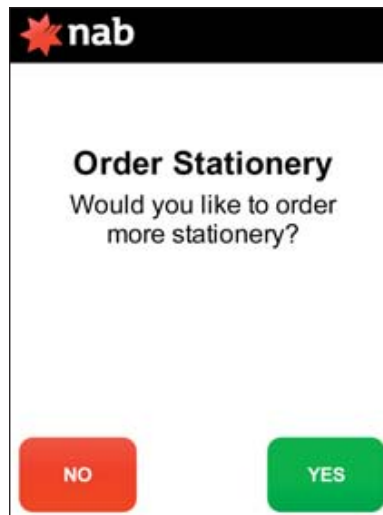 nab
Order Stationery
Would you like to order
more stationery?
NO
YES